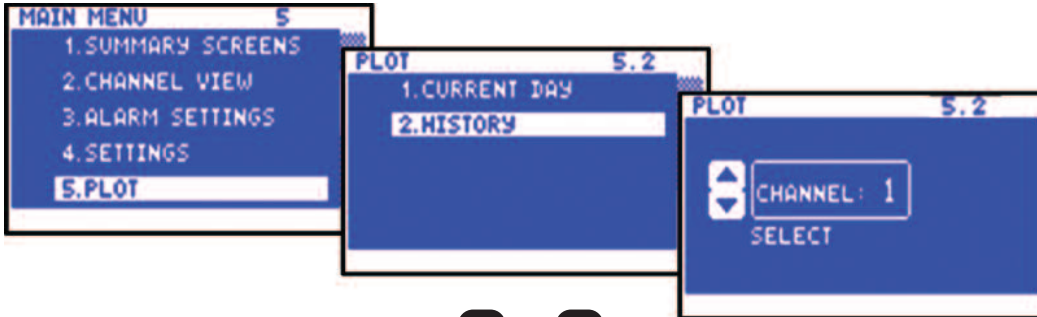 MAIN MENU 5
1.SUMMARY SCREENS
2.CHANNEL VIEW
3.ALARM SETTINGS
4.SETTINGS
5.PLOT
PLOT 5.2
1.CURRENT DAY
2.HISTORY
PLOT 5.2
CHANNEL: 1
SELECT